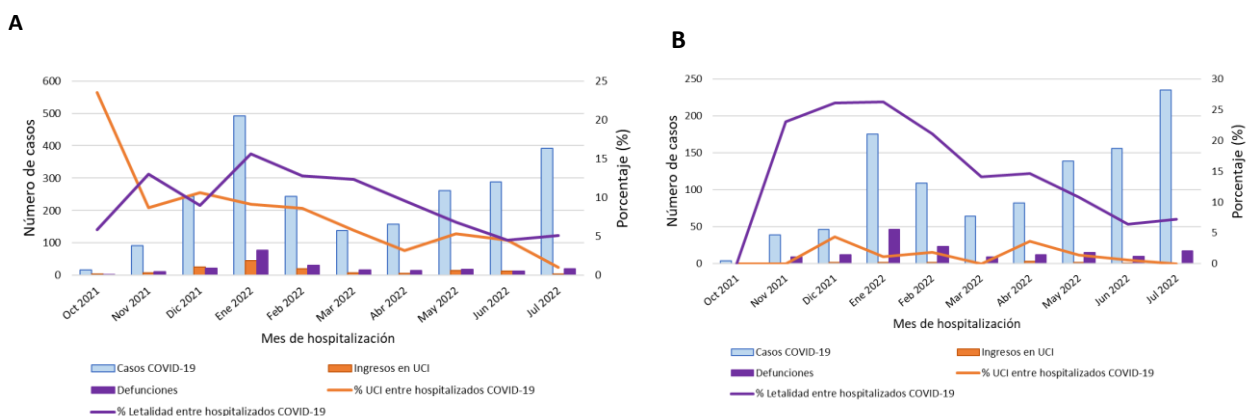 A
Número de casos
600
500
400
300
200
100
0
25
20
15
10
5
0
Porcentaje (%)
Oct 2021
Nov 2021
Dic 2021
Ene 2022
Feb 2022
Mar 2022
Abr 2022
May 2022
Jun 2022
Jul 2022
Mes de hospitalización
Casos COVID-19
Ingresos en UCI
Defunciones
% UCI entre hospitalizados COVID-19
% Letalidad entre hospitalizados COVID-19
B
Número de casos
250
200
150
100
50
0
30
25
20
15
10
5
0
Porcentaje (%)
Oct 2021
Nov 2021
Dic 2021
Ene 2022
Feb 2022
Mar 2022
Abr 2022
May 2022
Jun 2022
Jul 2022
Mes de hospitalización
Casos COVID-19
Ingresos en UCI
Defunciones
% UCI entre hospitalizados COVID-19
% Letalidad entre hospitalizados COVID-19